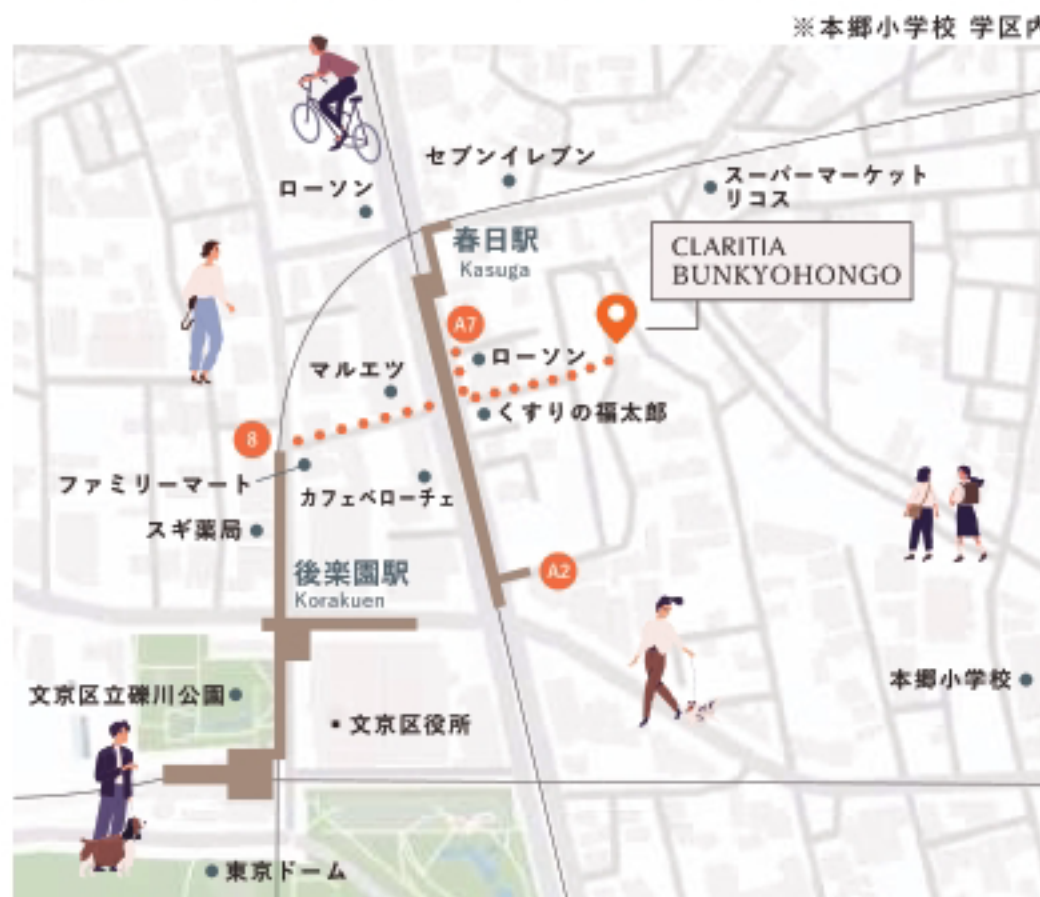 ※本郷小学校 学区内
セブンイレブン
スーパーマーケット
リコス
ローソン
春日駅
Kasuga
CLARITIA
BUNKYOHONGO
A7
ローソン
マルエツ
くすりの福太郎
8
ファミリーマート
カフェベローチェ
スギ薬局
後楽園駅
Korakuen
A2
本郷小学校
文京区立礫川公園
文京区役所
東京ドーム